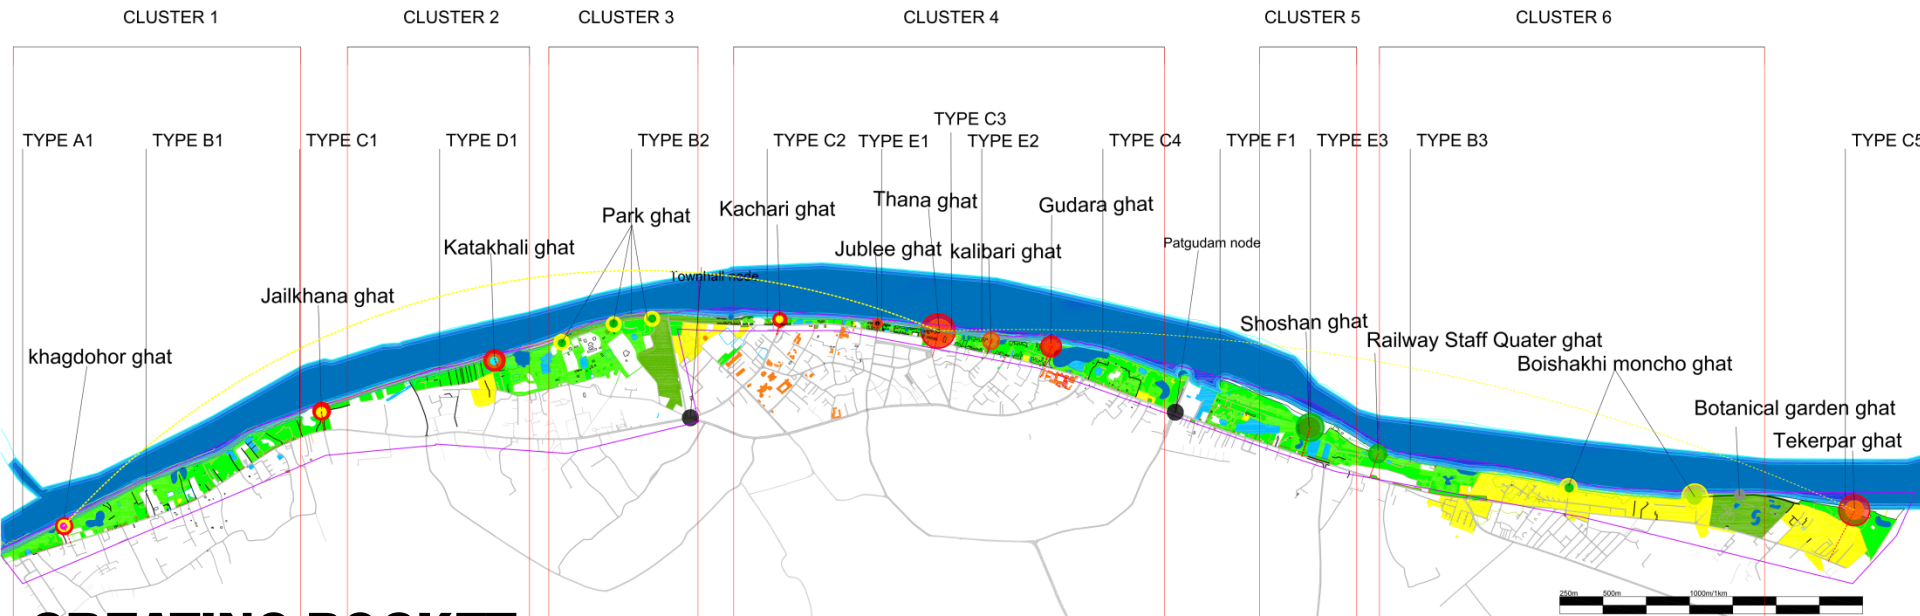 CLUSTER 1 CLUSTER 2 CLUSTER 3 CLUSTER 4 CLUSTER 5 CLUSTER 6
TYPE C3
TYPE A1 TYPE B1 TYPE C1 TYPE D1 TYPE B2 TYPE C2 TYPE E1 TYPE E2 TYPE C4 TYPE F1 TYPE E3 TYPE B3 TYPE C5
Thana ghat
Park ghat Kachari ghat Gudara ghat
Katakhali ghat Jublee ghat kalibari ghat Patgudam node
Townhall node
Jailkhana ghat
Shoshan ghat
Railway Staff Quater ghat
khagdohor ghat Boishakhi moncho ghat
Botanical garden ghat
Tekerpar ghat
250m 500m 1000m/1km
CREATING POCKET